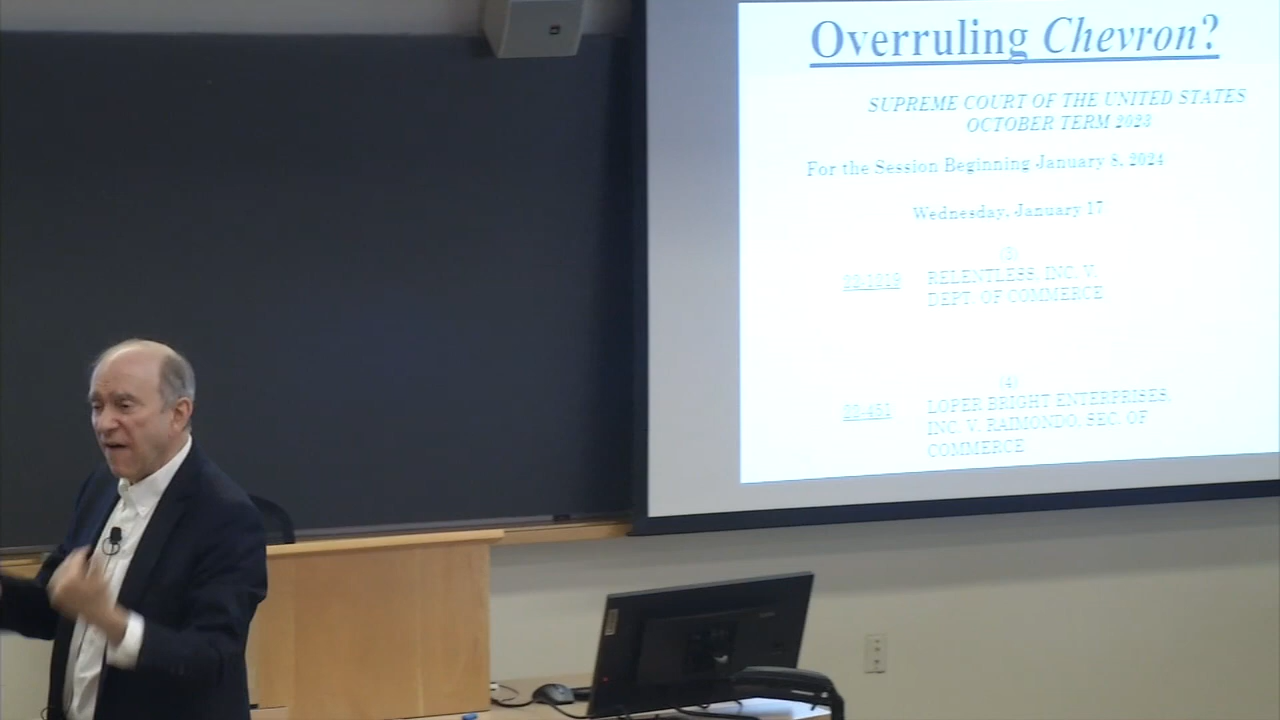 Overruling Chevron?
SUPREME COURT OF THE UNITED STATES
OCTOBER TERM 2023
For the Session Beginning January 8, 2024
Wednesday, January 17
(3)
22-1219 RELENTLESS, INC. V.
DEPT. OF COMMERCE
(4)
22-451 LOPER BRIGHT ENTERPRISES,
INC. V. RAIMONDO, SEC. OF
COMMERCE